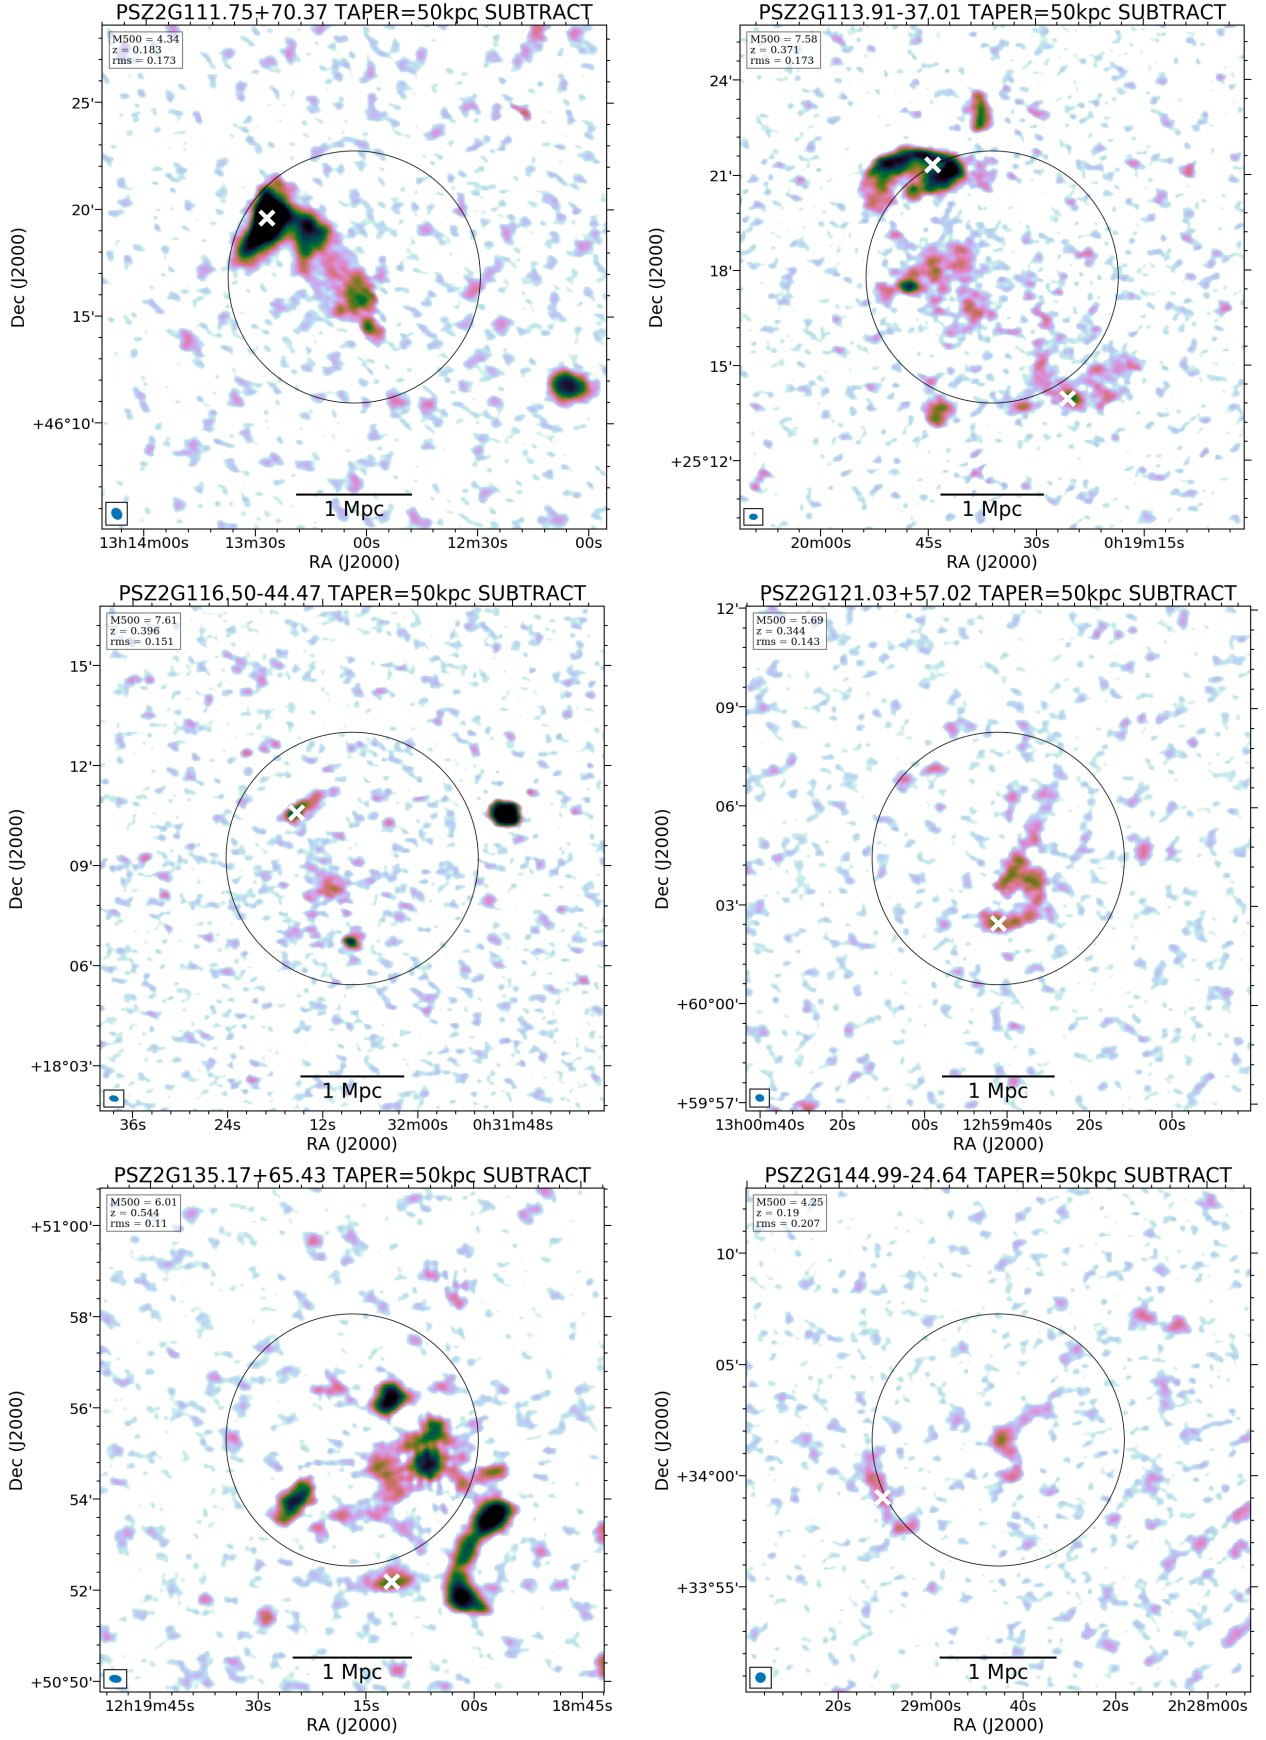 PSZ2G111.75+70.37 TAPER=50kpc SUBTRACT
M500 = 4.34
z = 0.183
rms = 0.173
25'
20'
15'
+46°10'
Dec (J2000)
1 Mpc
13h14m00s 13m30s 00s 12m30s 00s
RA (J2000)
PSZ2G113.91-37.01 TAPER=50kpc SUBTRACT
M500 = 7.58
z = 0.371
rms = 0.173
24'
21'
18'
15'
+25°12'
Dec (J2000)
1 Mpc
20m00s 45s 30s 0h19m15s
RA (J2000)
PSZ2G116.50-44.47 TAPER=50kpc SUBTRACT
M500 = 7.61
z = 0.396
rms = 0.151
15'
12'
09'
06'
+18°03'
Dec (J2000)
1 Mpc
36s 24s 12s 32m00s 0h31m48s
RA (J2000)
PSZ2G121.03+57.02 TAPER=50kpc SUBTRACT
M500 = 5.69
z = 0.344
rms = 0.143
12'
09'
06'
03'
+60°00'
+59°57'
Dec (J2000)
1 Mpc
13h00m40s 20s 00s 12h59m40s 20s 00s
RA (J2000)
PSZ2G135.17+65.43 TAPER=50kpc SUBTRACT
M500 = 6.01
z = 0.544
rms = 0.11
+51°00'
58'
56'
54'
52'
+50°50'
Dec (J2000)
1 Mpc
12h19m45s 30s 15s 00s 18m45s
RA (J2000)
PSZ2G144.99-24.64 TAPER=50kpc SUBTRACT
M500 = 4.25
z = 0.19
rms = 0.207
10'
05'
+34°00'
+33°55'
Dec (J2000)
1 Mpc
20s 29m00s 40s 20s 2h28m00s
RA (J2000)